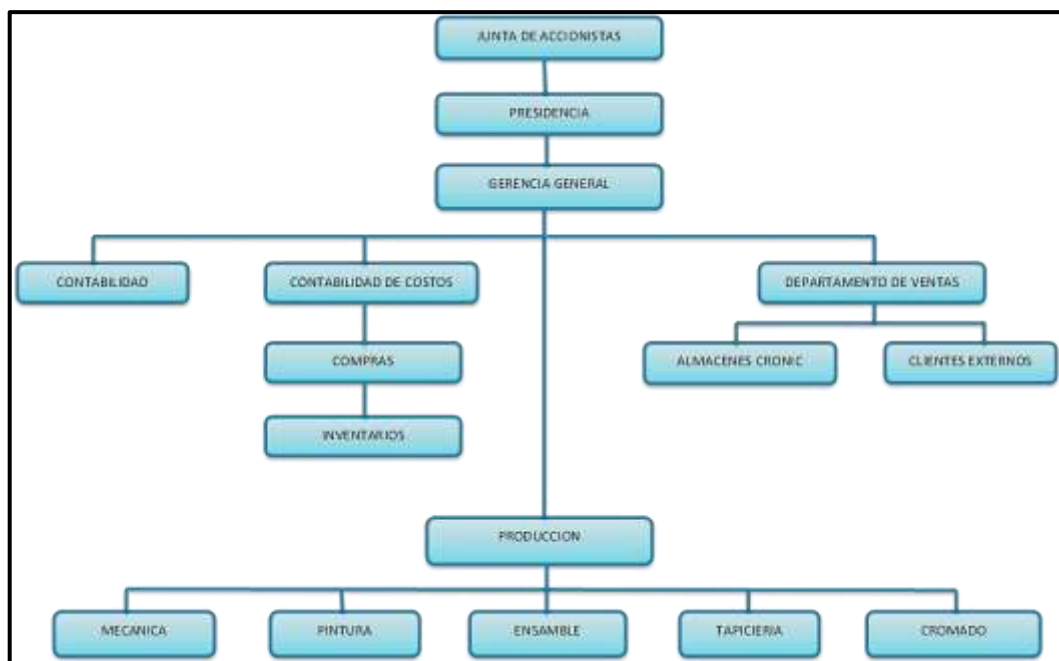 JUNTA DE ACCIONISTAS
PRESIDENCIA
GERENCIA GENERAL
CONTABILIDAD
CONTABILIDAD DE COSTOS
DEPARTAMENTO DE VENTAS
COMPRAS
ALMACENES CRONIC
CLIENTES EXTERNOS
INVENTARIOS
PRODUCCION
MECANICA
PINTURA
ENSAMBLE
TAPICIERIA
CROMADO